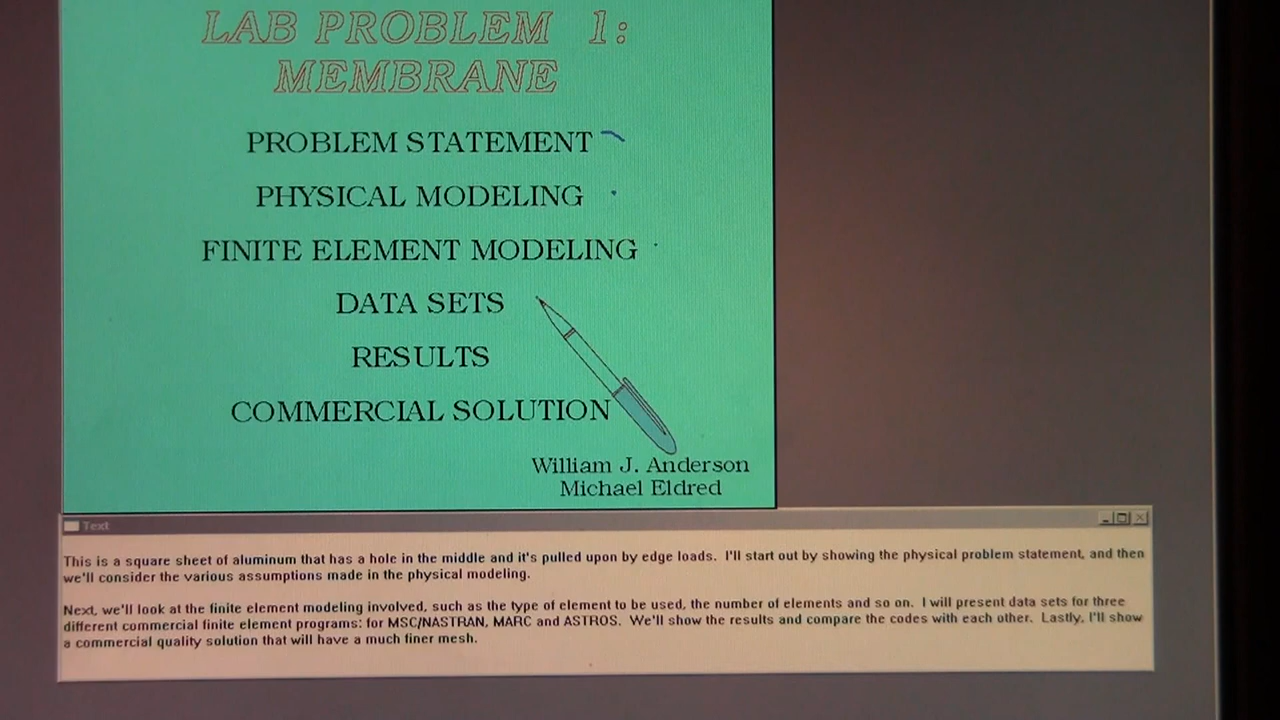 LAB PROBLEM 1:
MEMBRANE
PROBLEM STATEMENT
PHYSICAL MODELING
FINITE ELEMENT MODELING
DATA SETS
RESULTS
COMMERCIAL SOLUTION
William J. Anderson
Michael Eldred
Text
This is a square sheet of aluminum that has a hole in the middle and it's pulled upon by edge loads. I'll start out by showing the physical problem statement, and then
we'll consider the various assumptions made in the physical modeling.
Next, we'll look at the finite element modeling involved, such as the type of element to be used, the number of elements and so on. I will present data sets for three
different commercial finite element programs: for MSC/NASTRAN, MARC and ASTROS. We'll show the results and compare the codes with each other. Lastly, I'll show
a commercial quality solution that will have a much finer mesh.